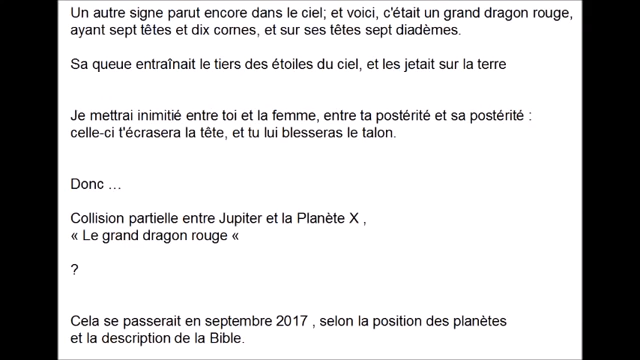 Un autre signe parut encore dans le ciel; et voici, c'était un grand dragon rouge,
ayant sept têtes et dix cornes, et sur ses têtes sept diadèmes.
Sa queue entraînait le tiers des étoiles du ciel, et les jetait sur la terre
Je mettrai inimitié entre toi et la femme, entre ta postérité et sa postérité :
celle-ci t'écrasera la tête, et tu lui blesseras le talon.
Donc ...
Collision partielle entre Jupiter et la Planète X ,
« Le grand dragon rouge «
?
Cela se passerait en septembre 2017 , selon la position des planètes
et la description de la Bible.